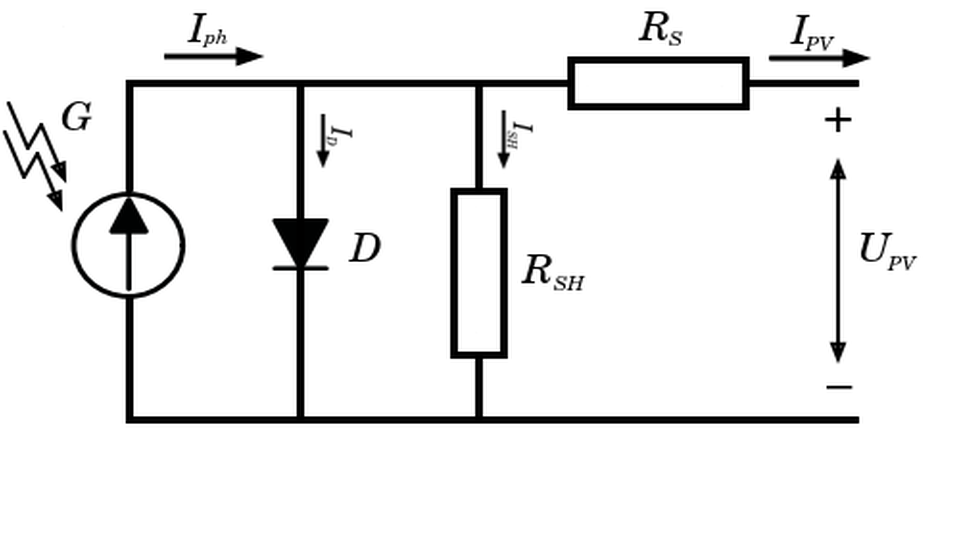 I_ph
R_S
I_PV
G
I_D
I_SH
+
D
R_SH
U_PV
−